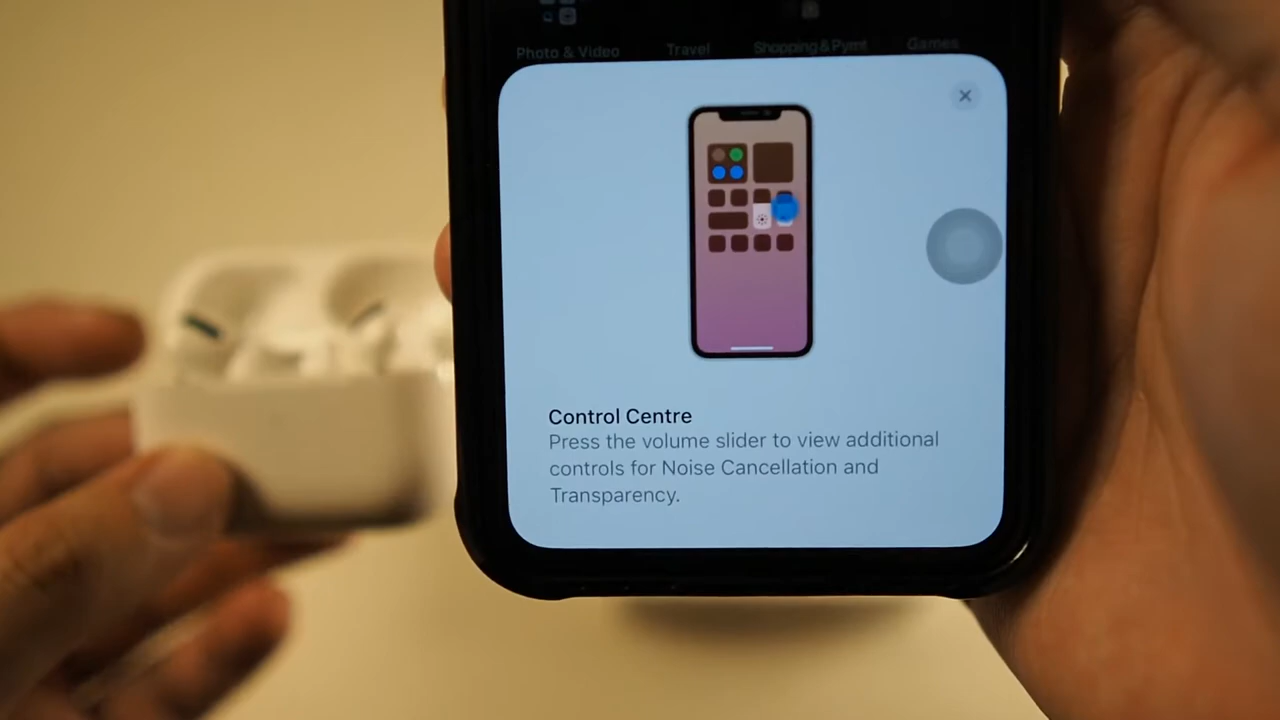 Photo & Video Travel Shopping & Pymt Games
Control Centre
Press the volume slider to view additional
controls for Noise Cancellation and
Transparency.